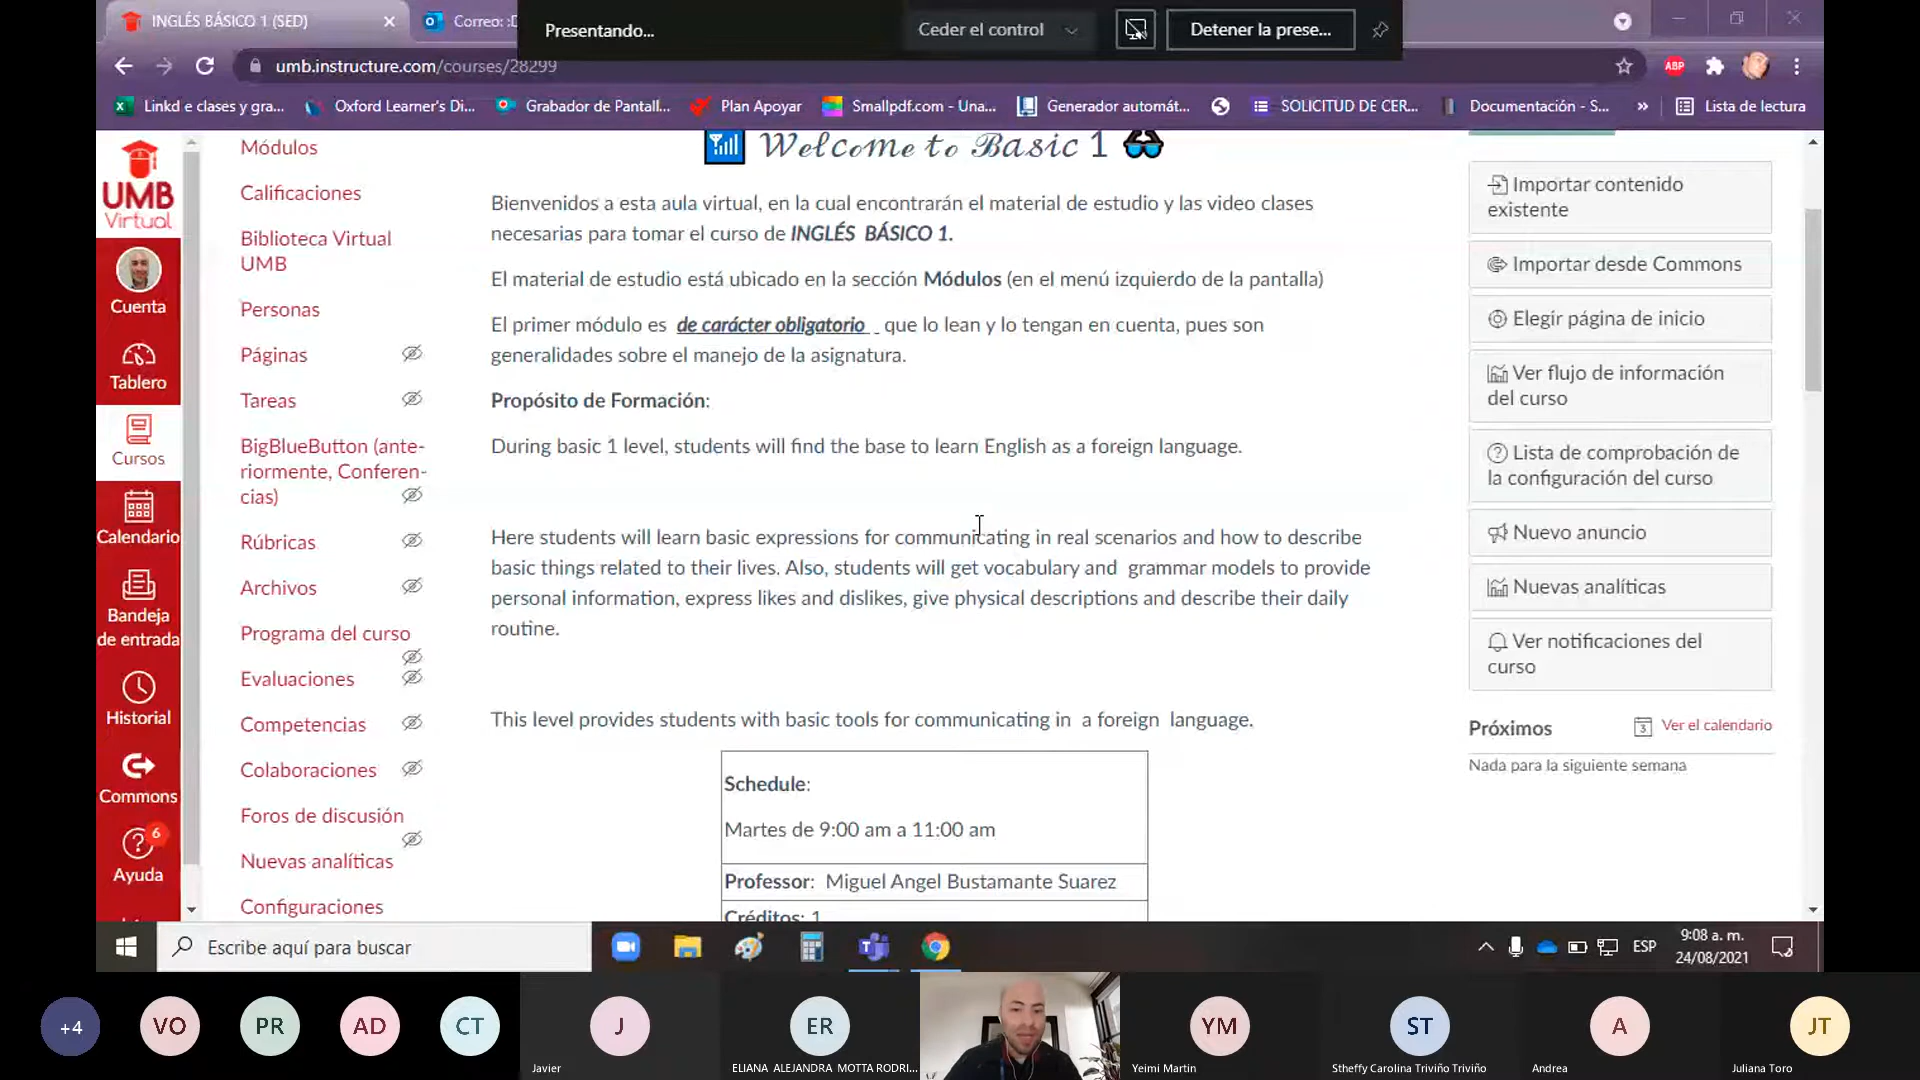 INGLÉS BÁSICO 1 (SED)
Correo: :D
Presentando...
Ceder el control
Detener la prese...
umb.instructure.com/courses/28299
ABP
Linkd e clases y gra...
Oxford Learner's Di...
Grabador de Pantall...
Plan Apoyar
Smallpdf.com - Una...
Generador automát...
SOLICITUD DE CER...
Documentación - S...
»
Lista de lectura
UMB
Virtual
Cuenta
Tablero
Cursos
Calendario
Bandeja
de entrada
Historial
Commons
6
Ayuda
Módulos
Calificaciones
Biblioteca Virtual
UMB
Personas
Páginas
Tareas
BigBlueButton (ante-
riormente, Conferen-
cias)
Rúbricas
Archivos
Programa del curso
Evaluaciones
Competencias
Colaboraciones
Foros de discusión
Nuevas analíticas
Configuraciones
Welcome to Basic 1
Bienvenidos a esta aula virtual, en la cual encontrarán el material de estudio y las video clases
necesarias para tomar el curso de INGLÉS BÁSICO 1.
El material de estudio está ubicado en la sección Módulos (en el menú izquierdo de la pantalla)
El primer módulo es de carácter obligatorio que lo lean y lo tengan en cuenta, pues son
generalidades sobre el manejo de la asignatura.
Propósito de Formación:
During basic 1 level, students will find the base to learn English as a foreign language.
Here students will learn basic expressions for communicating in real scenarios and how to describe
basic things related to their lives. Also, students will get vocabulary and grammar models to provide
personal information, express likes and dislikes, give physical descriptions and describe their daily
routine.
This level provides students with basic tools for communicating in a foreign language.
Schedule:
Martes de 9:00 am a 11:00 am
Professor: Miguel Angel Bustamante Suarez
Créditos: 1
Importar contenido
existente
Importar desde Commons
Elegir página de inicio
Ver flujo de información
del curso
Lista de comprobación de
la configuración del curso
Nuevo anuncio
Nuevas analíticas
Ver notificaciones del
curso
Próximos
3
Ver el calendario
Nada para la siguiente semana
Escribe aquí para buscar
ESP
9:08 a. m.
24/08/2021
+4
VO
PR
AD
CT
J
Javier
ER
ELIANA ALEJANDRA MOTTA RODRI...
YM
Yeimi Martin
ST
Stheffy Carolina Triviño Triviño
A
Andrea
JT
Juliana Toro